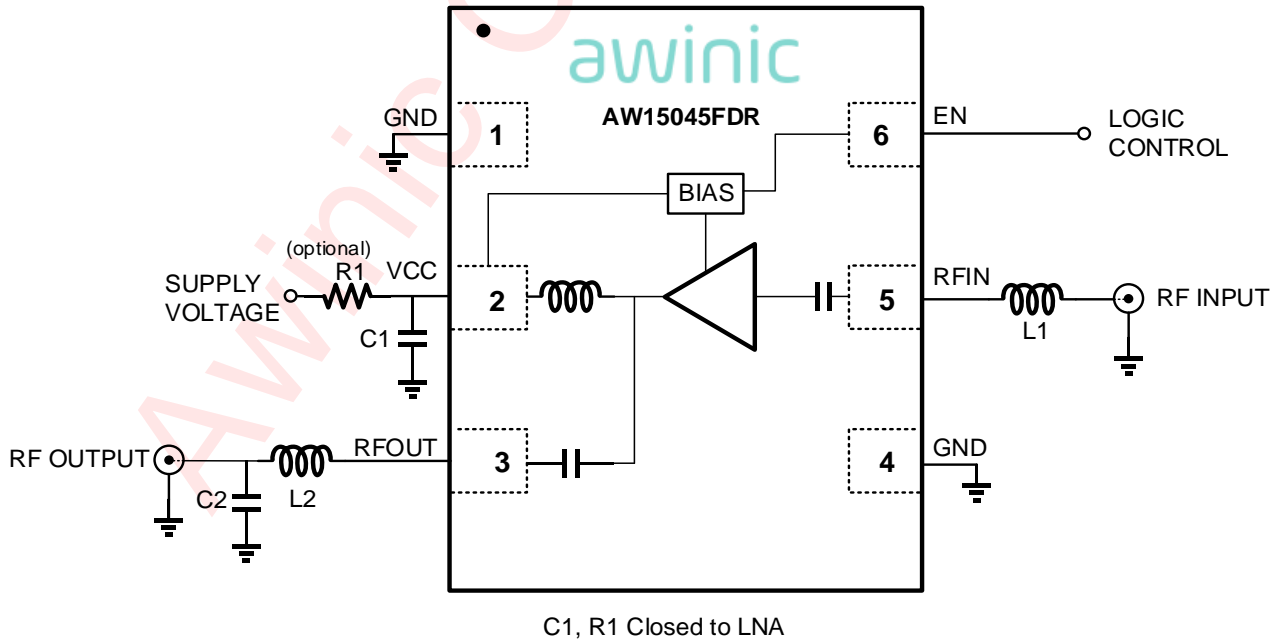 awinic
AW15045FDR
GND
1
6
EN
LOGIC
CONTROL
BIAS
(optional)
R1
VCC
SUPPLY
VOLTAGE
C1
2
5
RFIN
L1
RF INPUT
RF OUTPUT
C2
L2
RFOUT
3
4
GND
C1, R1 Closed to LNA
Awinic C